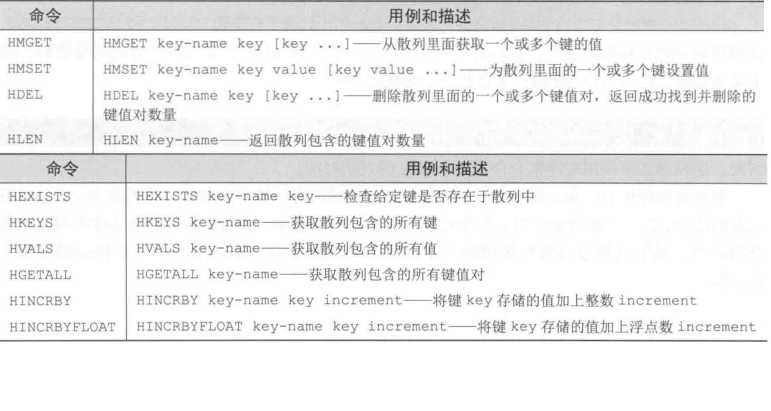 命令 用例和描述
HMGET HMGET key-name key [key ...]——从散列里面获取一个或多个键的值
HMSET HMSET key-name key value [key value ...]——为散列里面的一个或多个键设置值
HDEL HDEL key-name key [key ...]——删除散列里面的一个或多个键值对，返回成功找到并删除的
键值对数量
HLEN HLEN key-name——返回散列包含的键值对数量
命令 用例和描述
HEXISTS HEXISTS key-name key——检查给定键是否存在于散列中
HKEYS HKEYS key-name——获取散列包含的所有键
HVALS HVALS key-name——获取散列包含的所有值
HGETALL HGETALL key-name——获取散列包含的所有键值对
HINCRBY HINCRBY key-name key increment——将键 key 存储的值加上整数 increment
HINCRBYFLOAT HINCRBYFLOAT key-name key increment——将键 key 存储的值加上浮点数 increment